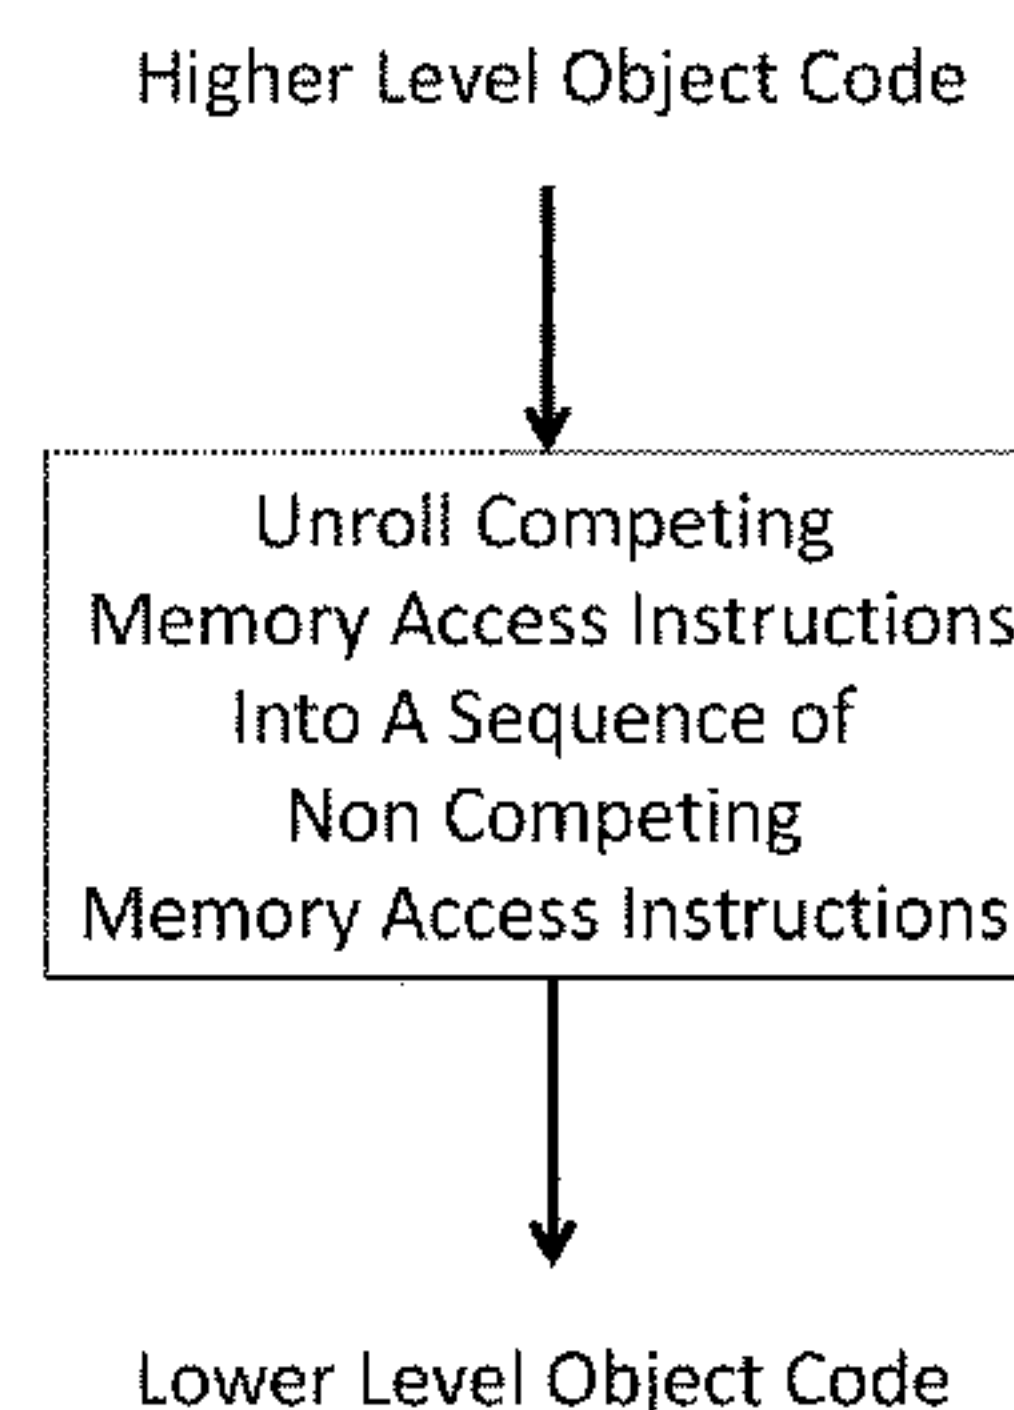 Higher Level Object Code
Unroll Competing
Memory Access Instructions
Into A Sequence of
Non Competing
Memory Access Instructions
Lower Level Object Code